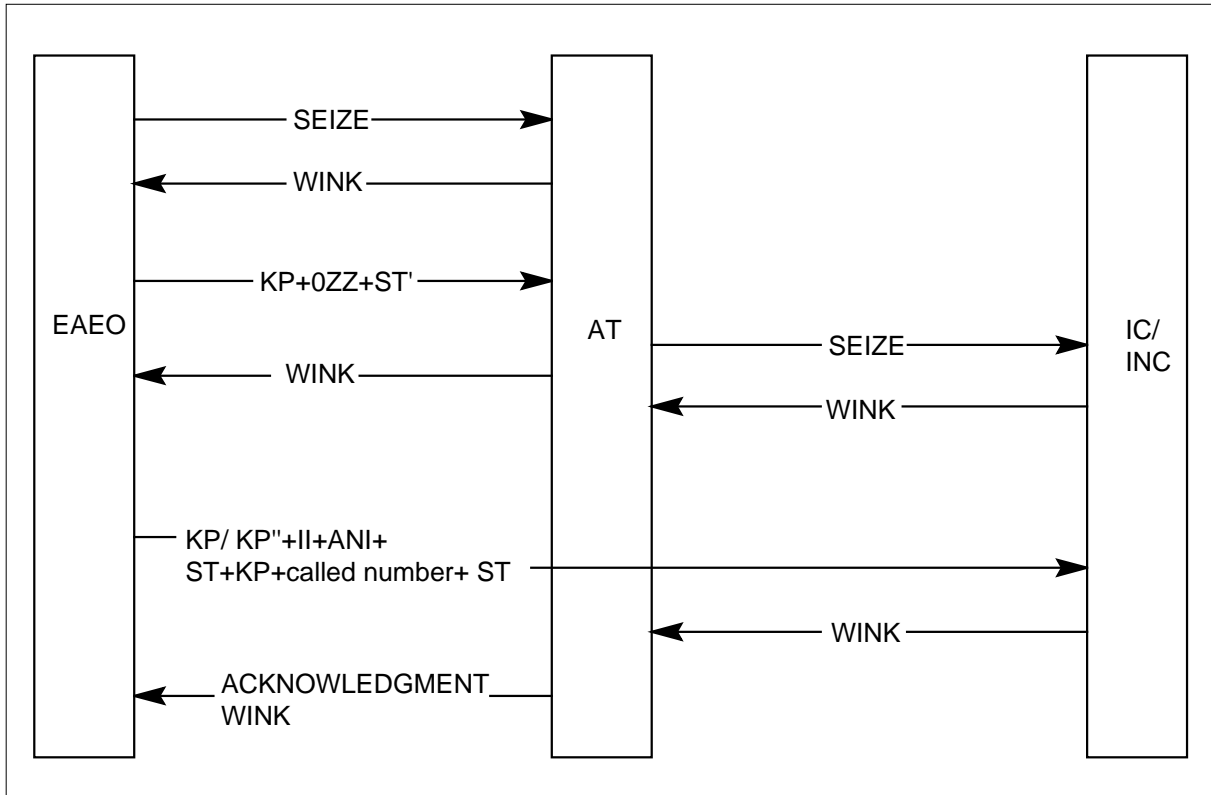 SEIZE
WINK
KP+0ZZ+ST'
EAEO
AT
IC/
INC
SEIZE
WINK
WINK
KP/ KP"+II+ANI+
ST+KP+called number+ ST
WINK
ACKNOWLEDGMENT
WINK